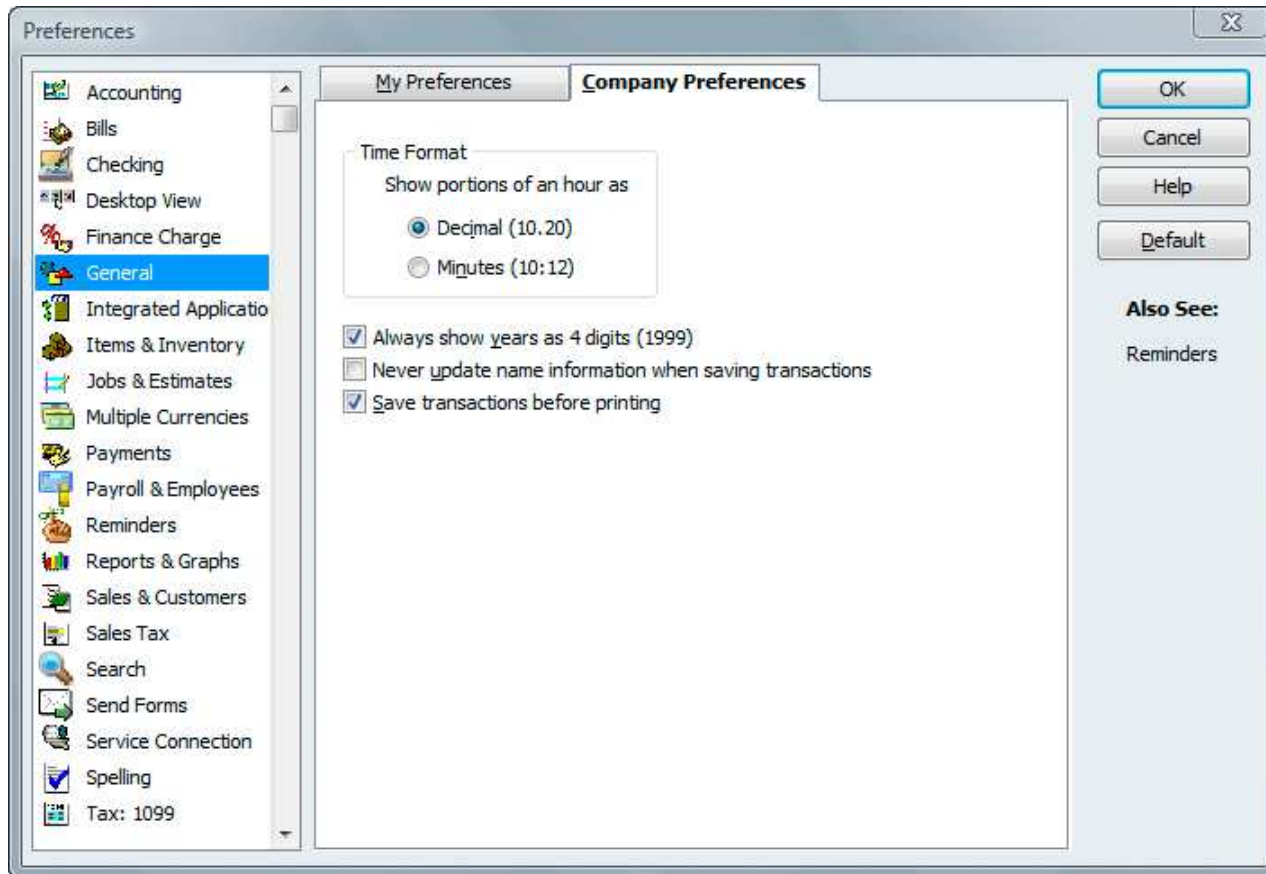 Preferences
Accounting
Bills
Checking
Desktop View
Finance Charge
General
Integrated Applicatio
Items & Inventory
Jobs & Estimates
Multiple Currencies
Payments
Payroll & Employees
Reminders
Reports & Graphs
Sales & Customers
Sales Tax
Search
Send Forms
Service Connection
Spelling
Tax: 1099
My Preferences
Company Preferences
Time Format
Show portions of an hour as
Decimal (10.20)
Minutes (10:12)
Always show years as 4 digits (1999)
Never update name information when saving transactions
Save transactions before printing
OK
Cancel
Help
Default
Also See:
Reminders